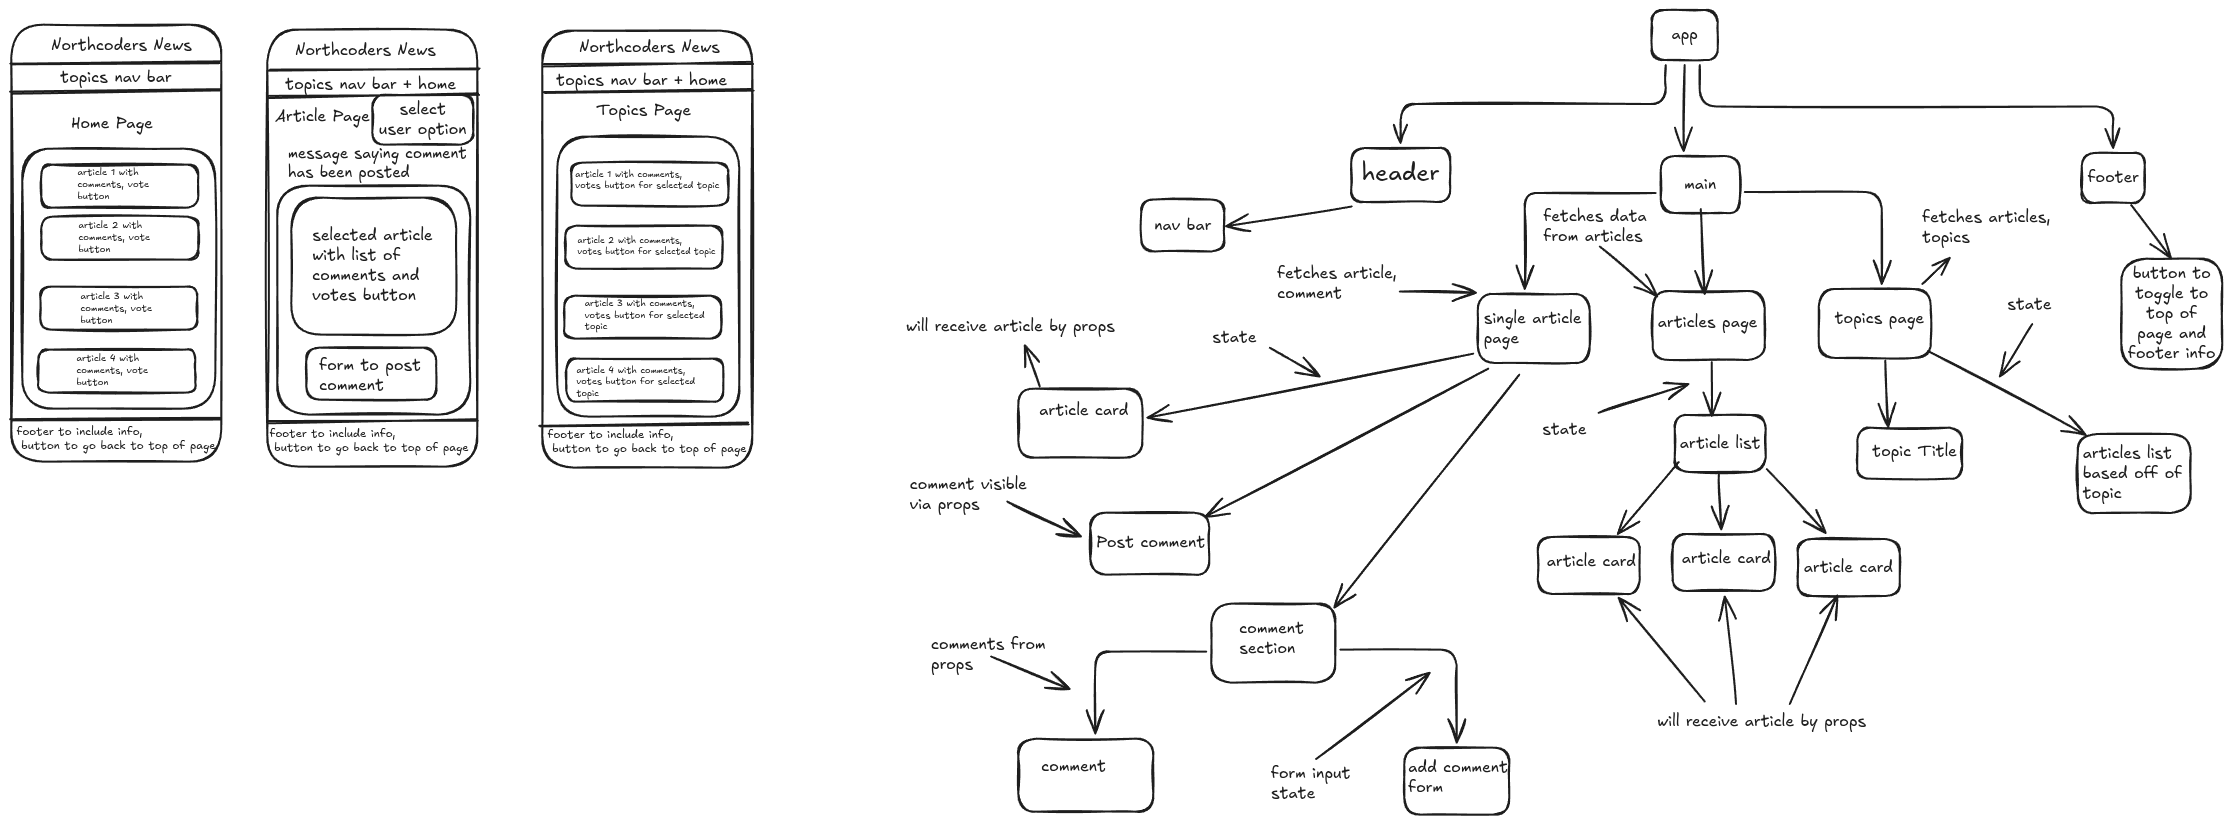 Northcoders News
topics nav bar
Home Page
article 1 with
comments, vote
button
article 2 with
comments, vote
button
article 3 with
comments, vote
button
article 4 with
comments, vote
button
footer to include info,
button to go back to top of page
Northcoders News
topics nav bar + home
Article Page
select
user option
message saying comment
has been posted
selected article
with list of
comments and
votes button
form to post
comment
footer to include info,
button to go back to top of page
Northcoders News
topics nav bar + home
Topics Page
article 1 with comments,
votes button for selected topic
article 2 with comments,
votes button for selected topic
article 3 with comments,
votes button for selected
topic
article 4 with comments,
votes button for selected
topic
footer to include info,
button to go back to top of page
app
header
main
footer
nav bar
fetches data
from articles
fetches articles,
topics
button to
toggle to
top of
page and
footer info
fetches article,
comment
single article
page
articles page
topics page
state
will receive article by props
state
article card
state
article list
topic Title
articles list
based off of
topic
comment visible
via props
Post comment
article card
article card
article card
comment
section
comments from
props
will receive article by props
comment
form input
state
add comment
form